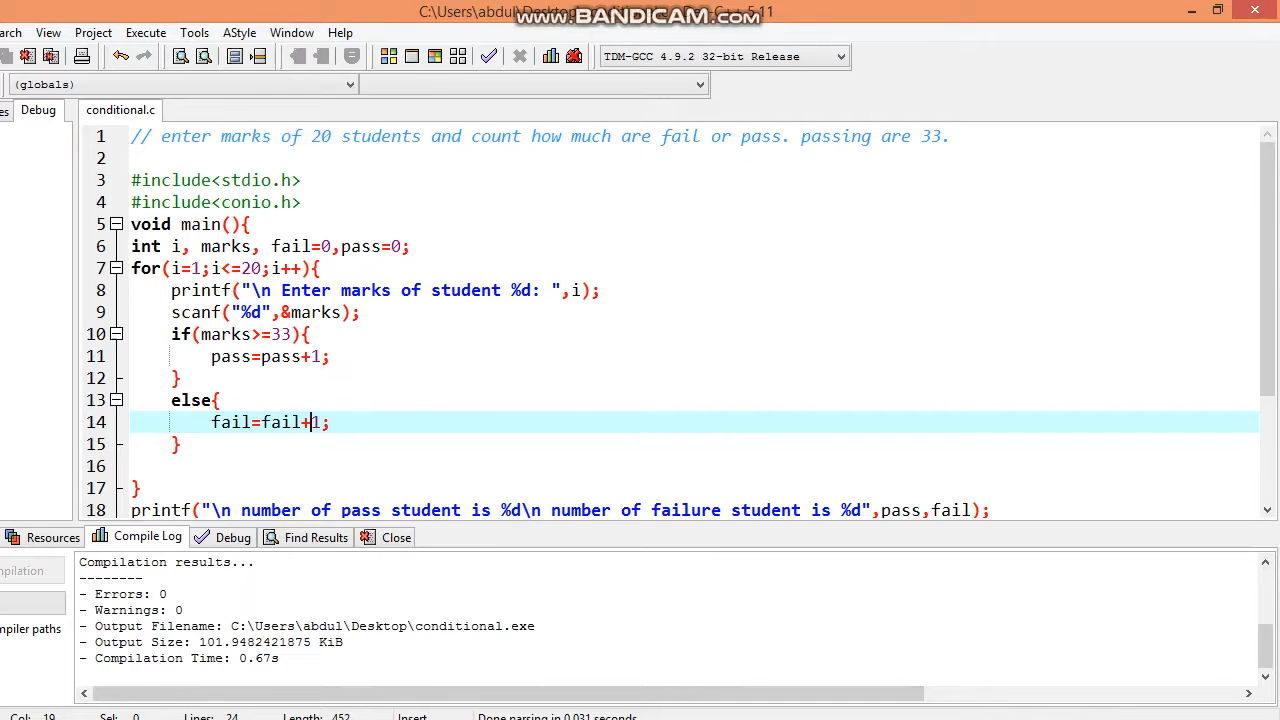 C:\Users\abdul\Desktop\conditional.c - Dev-C++ 5.11
www.BANDICAM.com
arch View Project Execute Tools AStyle Window Help
TDM-GCC 4.9.2 32-bit Release
(globals)
es Debug conditional.c
1 // enter marks of 20 students and count how much are fail or pass. passing are 33.
2
3 #include<stdio.h>
4 #include<conio.h>
5 void main(){
6 int i, marks, fail=0,pass=0;
7 for(i=1;i<=20;i++){
8 printf("\n Enter marks of student %d: ",i);
9 scanf("%d",&marks);
10 if(marks>=33){
11 pass=pass+1;
12 }
13 else{
14 fail=fail+1;
15 }
16
17 }
18 printf("\n number of pass student is %d\n number of failure student is %d",pass,fail);
Resources Compile Log Debug Find Results Close
mpilation
Compilation results...
--------
- Errors: 0
- Warnings: 0
- Output Filename: C:\Users\abdul\Desktop\conditional.exe
mpiler paths
- Output Size: 101.9482421875 KiB
- Compilation Time: 0.67s
Col: 19 Sel: 0 Lines: 24 Length: 452 Insert Done parsing in 0.031 seconds